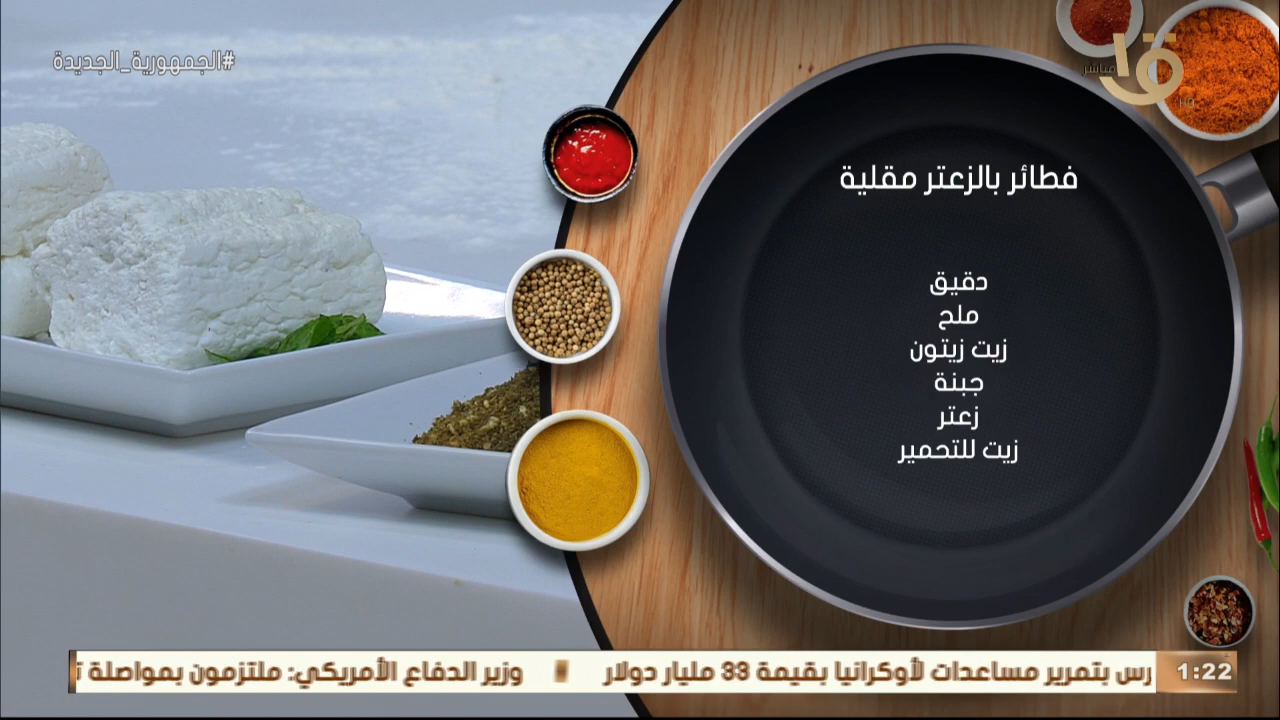 #الجمهورية_الجديدة
مباشر
HD
فطائر بالزعتر مقلية
دقيق
ملح
زيت زيتون
جبنة
زعتر
زيت للتحمير
1:22
رس بتمرير مساعدات لأوكرانيا بقيمة 33 مليار دولار
وزير الدفاع الأمريكي: ملتزمون بمواصلة